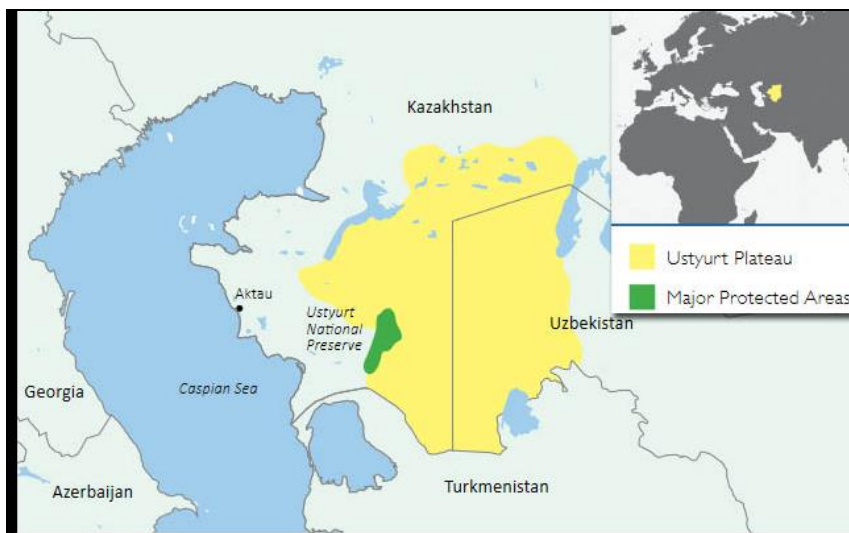 Kazakhstan
Ustyurt Plateau
Major Protected Areas
Aktau
Ustyurt
National
Preserve
Uzbekistan
Georgia
Caspian Sea
Azerbaijan
Turkmenistan